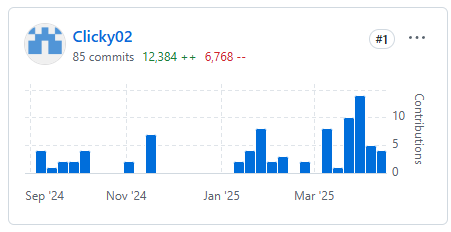 Clicky02
#1
85 commits 12,384 ++ 6,768 --
10
5
0
Contributions
Sep '24 Nov '24 Jan '25 Mar '25